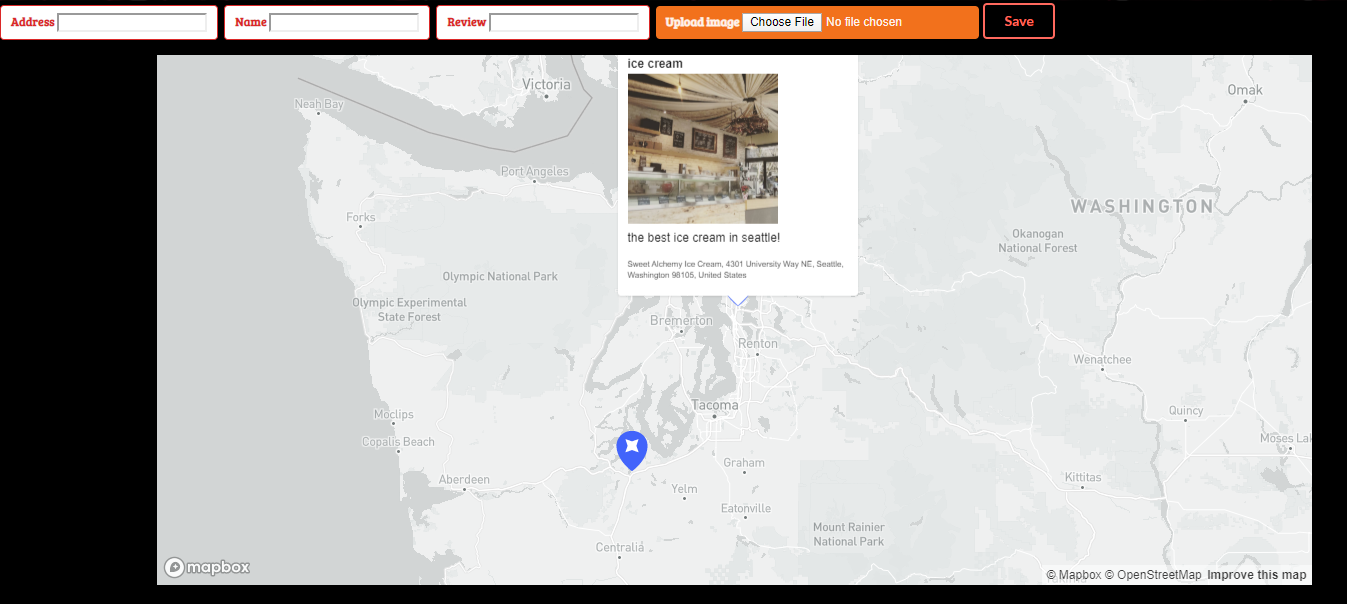 Address
Name
Review
Upload image Choose File No file chosen
Save
ice cream
the best ice cream in seattle!
Sweet Alchemy Ice Cream, 4301 University Way NE, Seattle,
Washington 98105, United States
Victoria
Neah Bay
Omak
Port Angeles
Forks
WASHINGTON
Okanogan
National Forest
Olympic National Park
Olympic Experimental
State Forest
Bremerton
Renton
Wenatchee
Tacoma
Moclips
Quincy
Copalis Beach
Moses Lak
Graham
Aberdeen
Kittitas
Yelm
Eatonville
Mount Rainier
National Park
Centralia
mapbox
© Mapbox © OpenStreetMap Improve this map